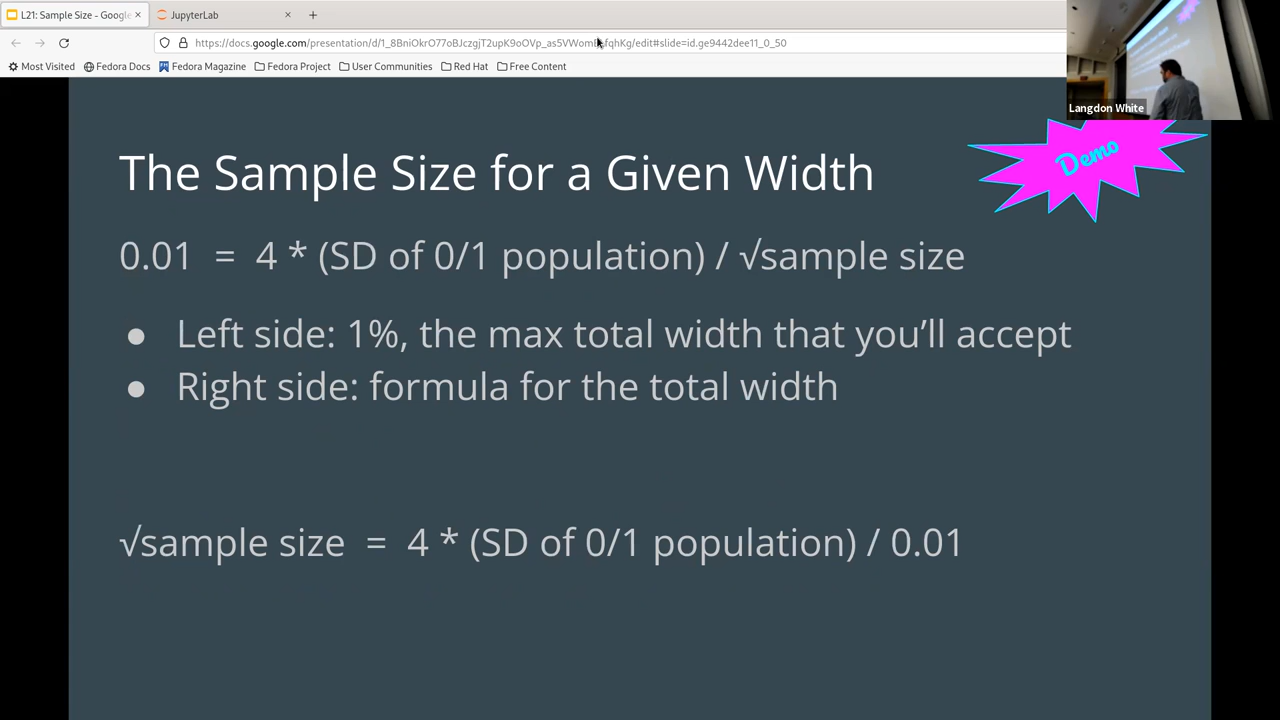 L21: Sample Size - Google
JupyterLab
https://docs.google.com/presentation/d/1_8BniOkrO77oBJczgjT2upK9oOVp_as5VWom
fqhKg/edit#slide=id.ge9442dee11_0_50
Most Visited
Fedora Docs
Fedora Magazine
Fedora Project
User Communities
Red Hat
Free Content
Langdon White
Demo
The Sample Size for a Given Width
0.01 = 4 * (SD of 0/1 population) / √sample size
● Left side: 1%, the max total width that you’ll accept
● Right side: formula for the total width
√sample size = 4 * (SD of 0/1 population) / 0.01